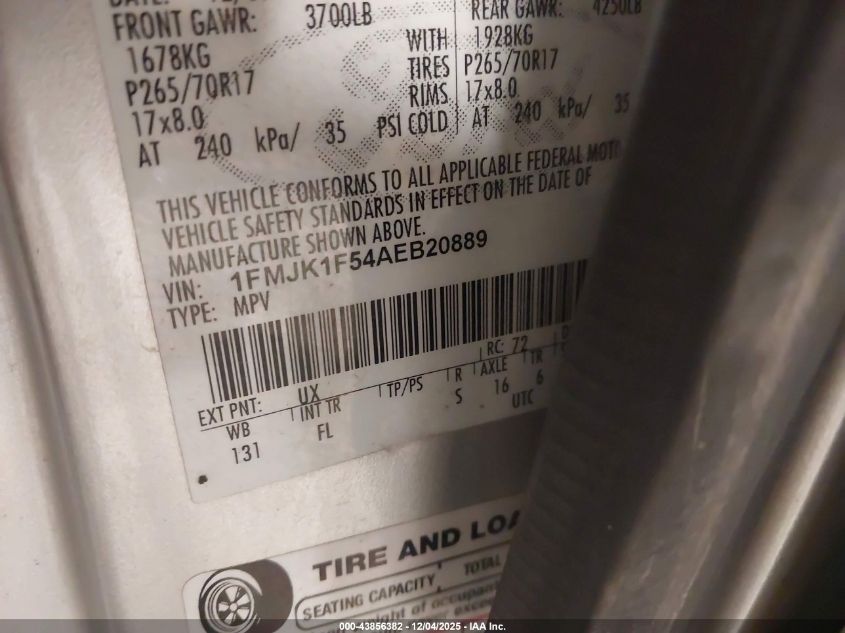 DATE:
FRONT GAWR: 3700LB REAR GAWR: 4250LB
1678KG WITH 1928KG
P265/70R17 TIRES P265/70R17
17x8.0 RIMS 17x8.0
AT 240 kPa/ 35 PSI COLD AT 240 kPa/ 35
THIS VEHICLE CONFORMS TO ALL APPLICABLE FEDERAL MOT
VEHICLE SAFETY STANDARDS IN EFFECT ON THE DATE OF
MANUFACTURE SHOWN ABOVE.
VIN: 1FMJK1F54AEB20889
TYPE: MPV
EXT PNT: UX RC: 72
WB INT TR TP/PS R AXLE TR
131 FL S 16 6
UTC
TIRE AND LOA
SEATING CAPACITY TOTAL
of occupan
000-43856382 - 12/04/2025 - IAA Inc.